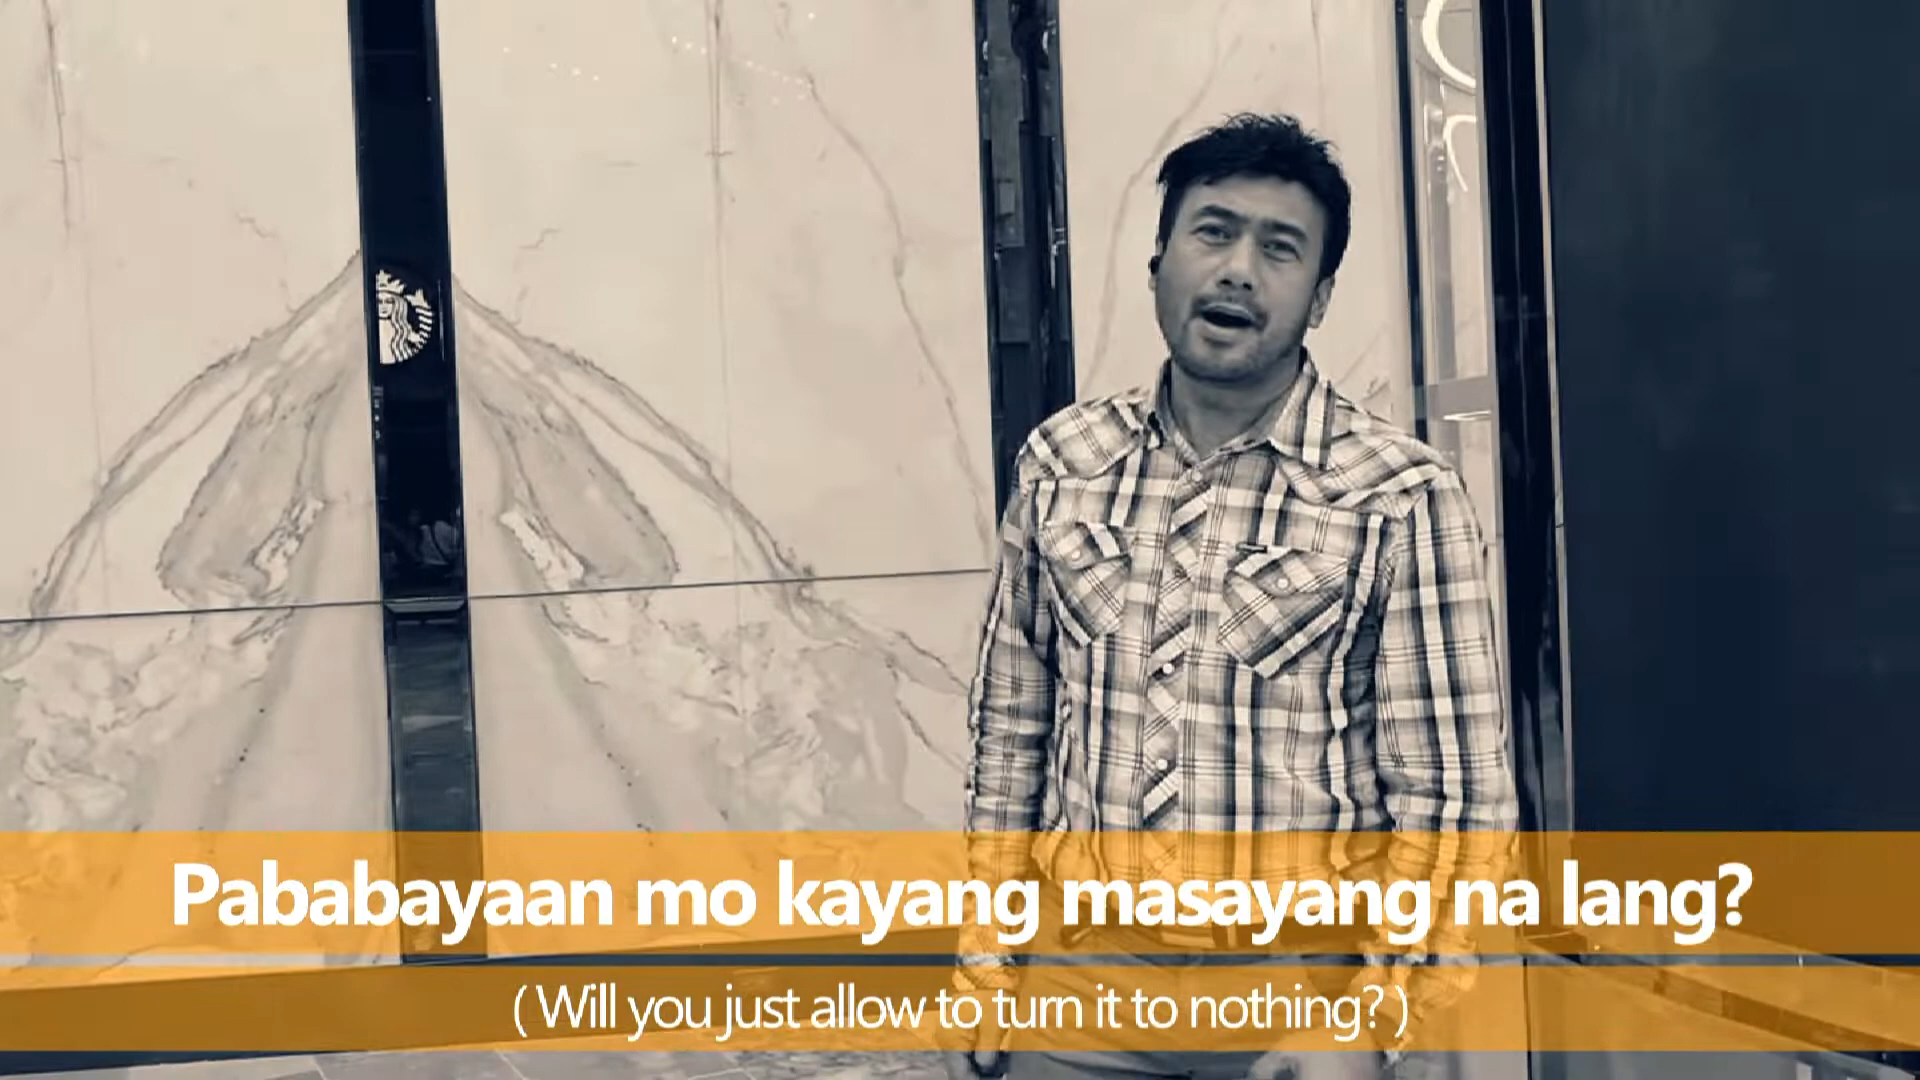 Pababayaan mo kayang masayang na lang?
( Will you just allow to turn it to nothing? )